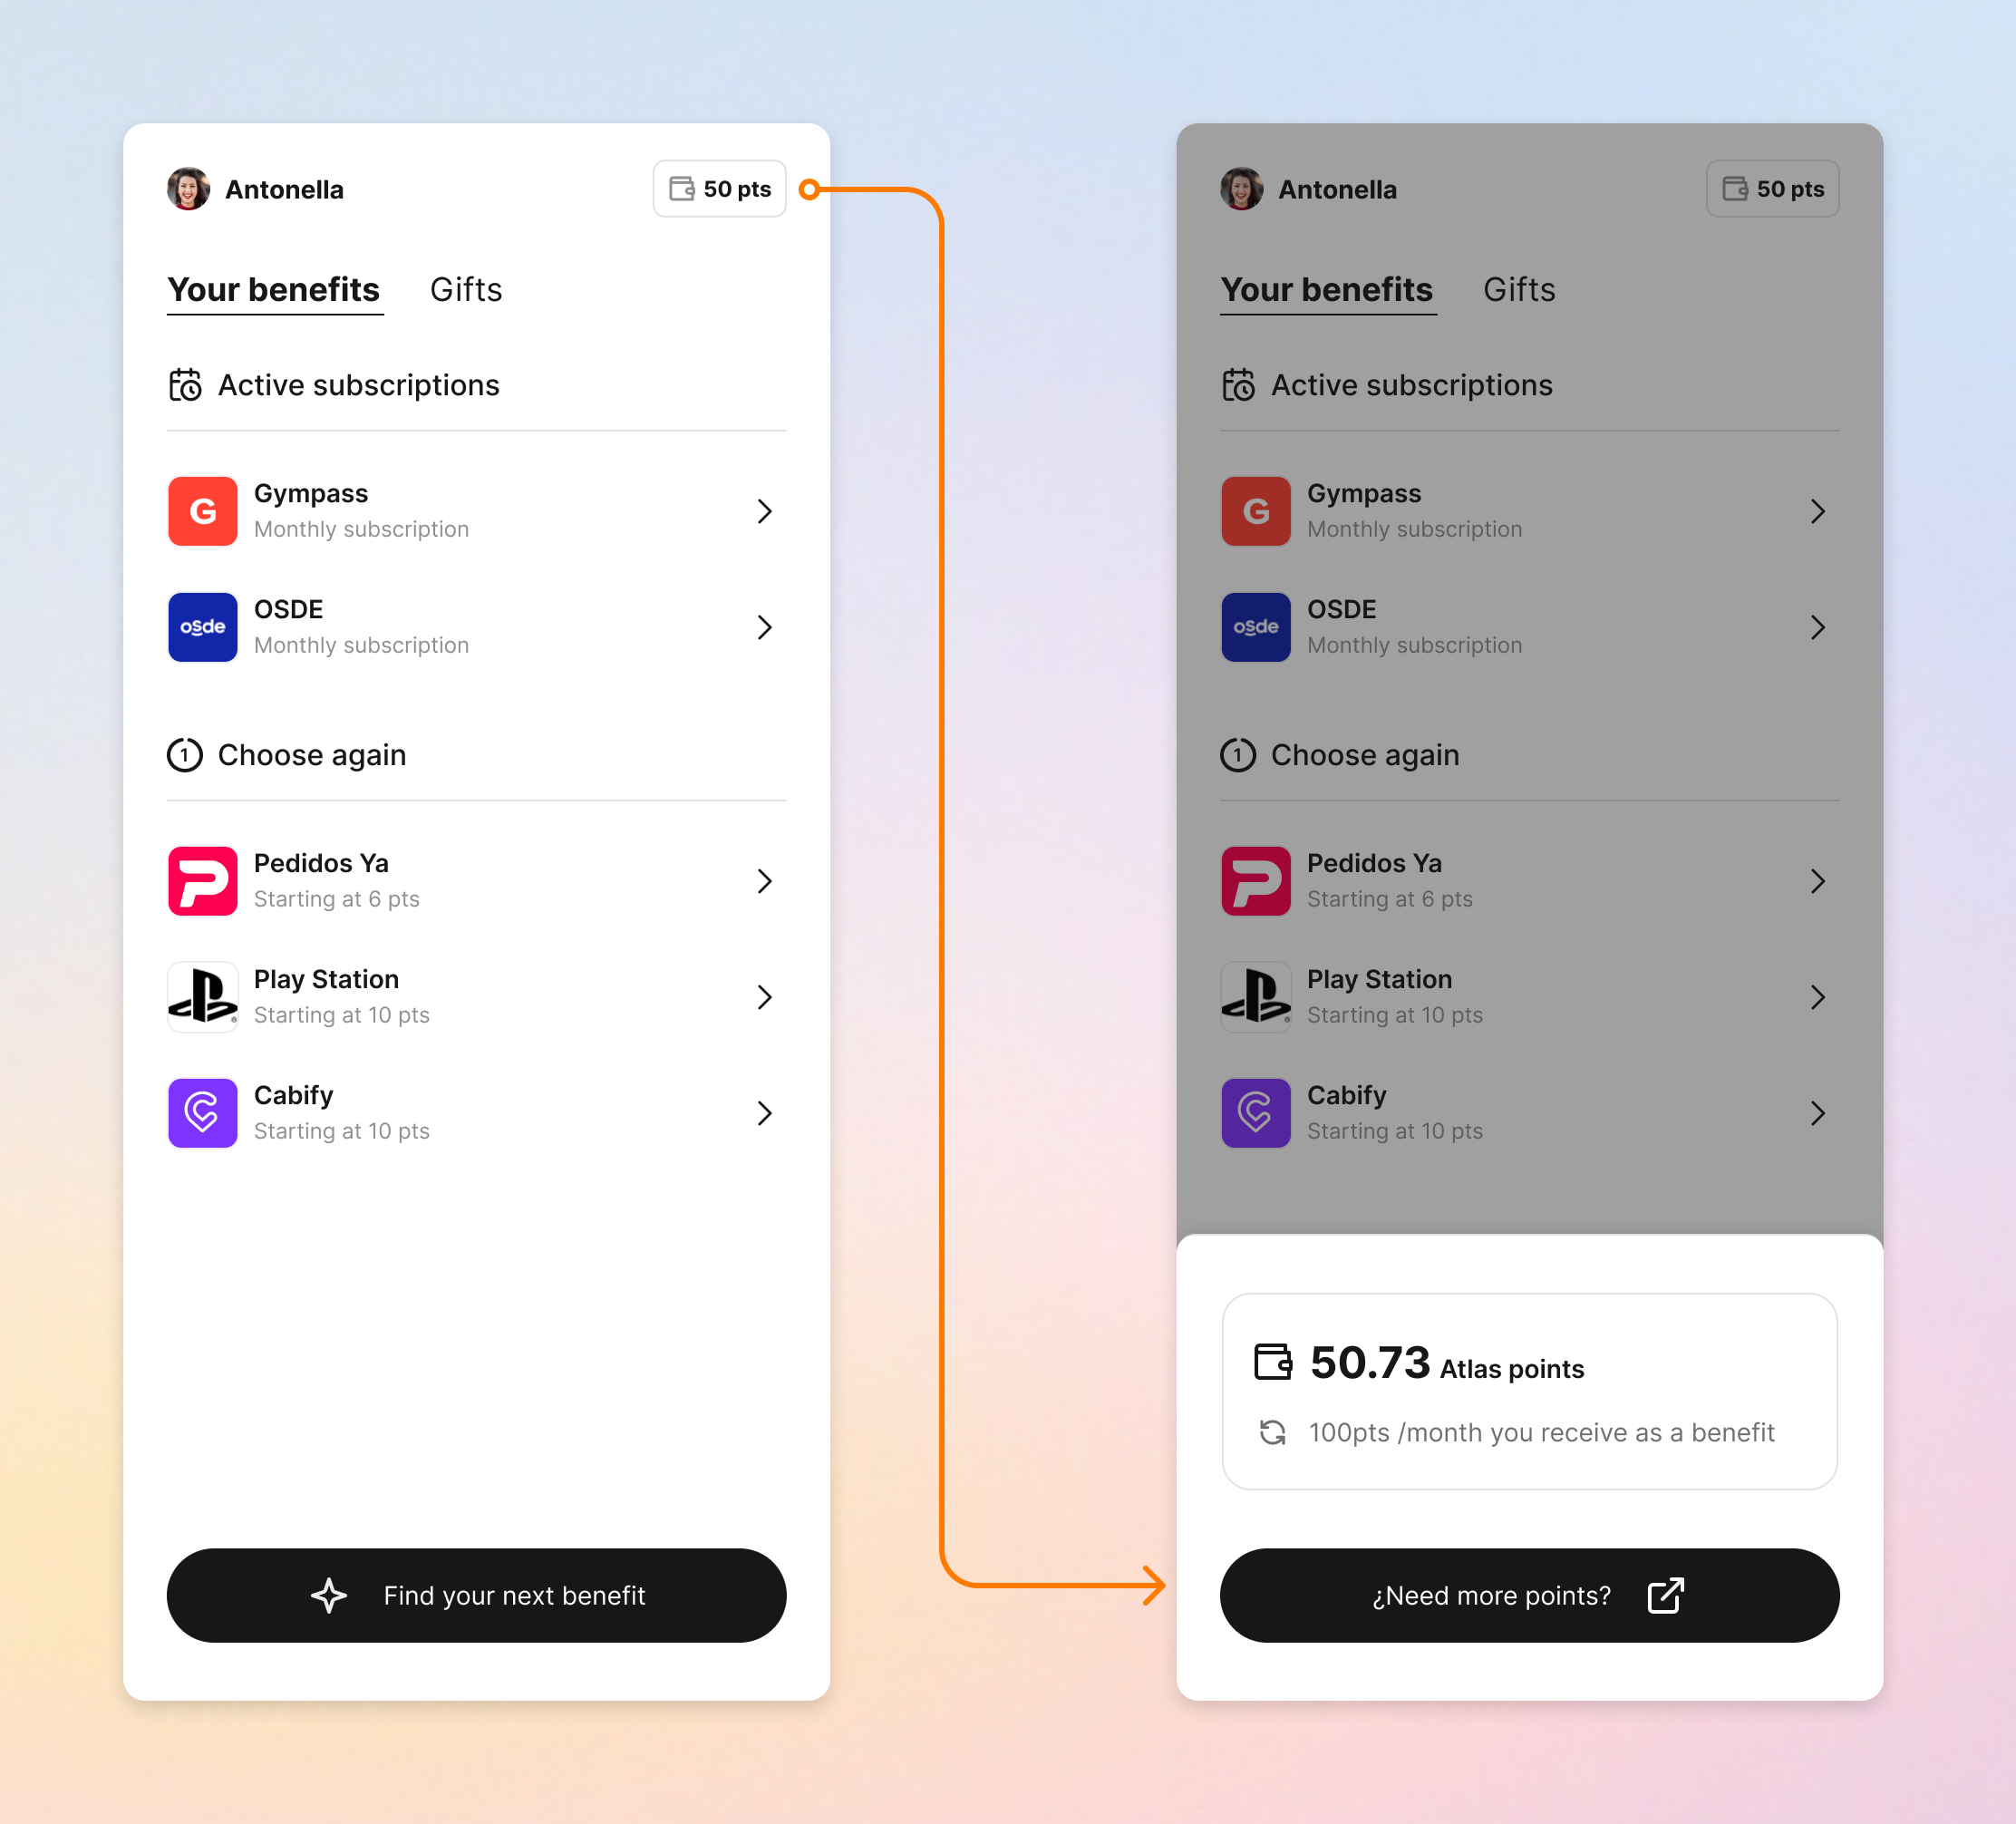 Antonella
50 pts
Your benefits
Gifts
Active subscriptions
G
Gympass
Monthly subscription
osde
OSDE
Monthly subscription
1
Choose again
Pedidos Ya
Starting at 6 pts
Play Station
Starting at 10 pts
Cabify
Starting at 10 pts
Find your next benefit
Antonella
50 pts
Your benefits
Gifts
Active subscriptions
G
Gympass
Monthly subscription
osde
OSDE
Monthly subscription
1
Choose again
Pedidos Ya
Starting at 6 pts
Play Station
Starting at 10 pts
Cabify
Starting at 10 pts
50.73 Atlas points
100pts /month you receive as a benefit
¿Need more points?